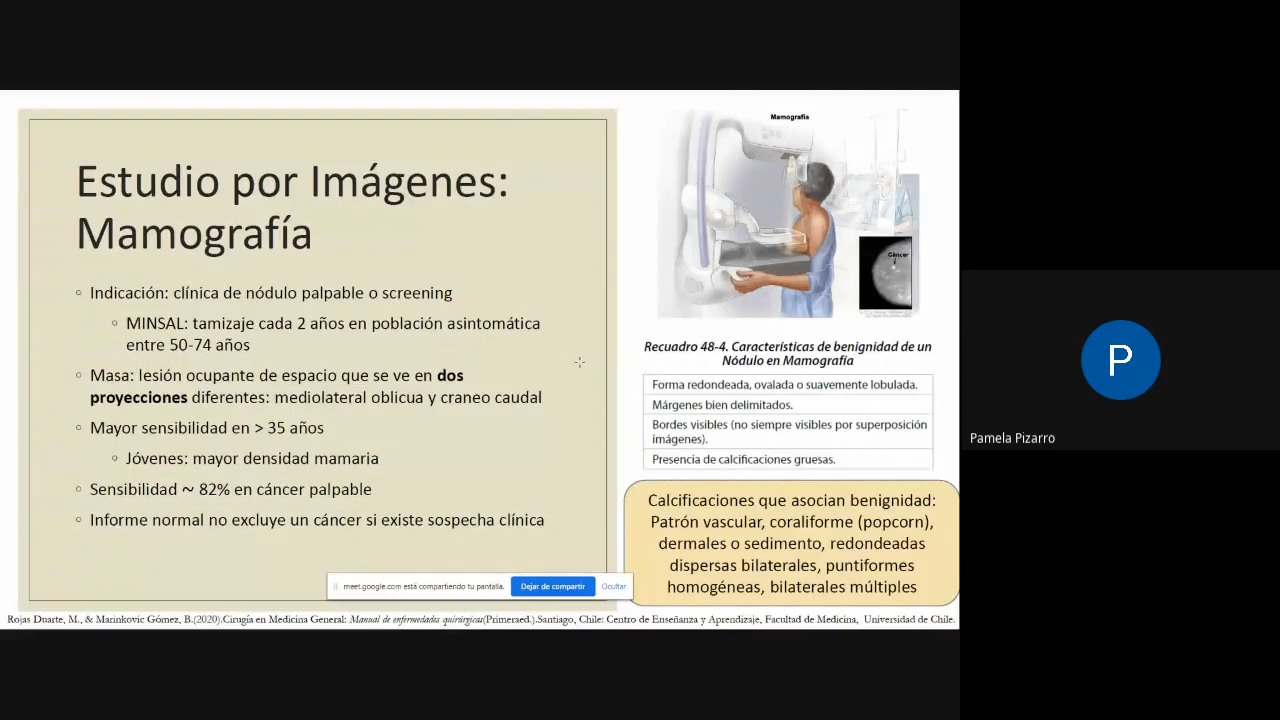 Estudio por Imágenes:
Mamografía
◦ Indicación: clínica de nódulo palpable o screening
◦ MINSAL: tamizaje cada 2 años en población asintomática
entre 50-74 años
◦ Masa: lesión ocupante de espacio que se ve en dos
proyecciones diferentes: mediolateral oblicua y craneo caudal
◦ Mayor sensibilidad en > 35 años
◦ Jóvenes: mayor densidad mamaria
◦ Sensibilidad ~ 82% en cáncer palpable
◦ Informe normal no excluye un cáncer si existe sospecha clínica
Mamografía
Cáncer
Recuadro 48-4. Características de benignidad de un
Nódulo en Mamografía
Forma redondeada, ovalada o suavemente lobulada.
Márgenes bien delimitados.
Bordes visibles (no siempre visibles por superposición
imágenes).
Presencia de calcificaciones gruesas.
Calcificaciones que asocian benignidad:
Patrón vascular, coraliforme (popcorn),
dermales o sedimento, redondeadas
dispersas bilaterales, puntiformes
homogéneas, bilaterales múltiples
meet.google.com está compartiendo tu pantalla.
Dejar de compartir
Ocultar
Rojas Duarte, M., & Marinkovic Gómez, B.(2020).Cirugía en Medicina General: Manual de enfermedades quirúrgicas(Primeraed.).Santiago, Chile: Centro de Enseñanza y Aprendizaje, Facultad de Medicina, Universidad de Chile.
P
Pamela Pizarro